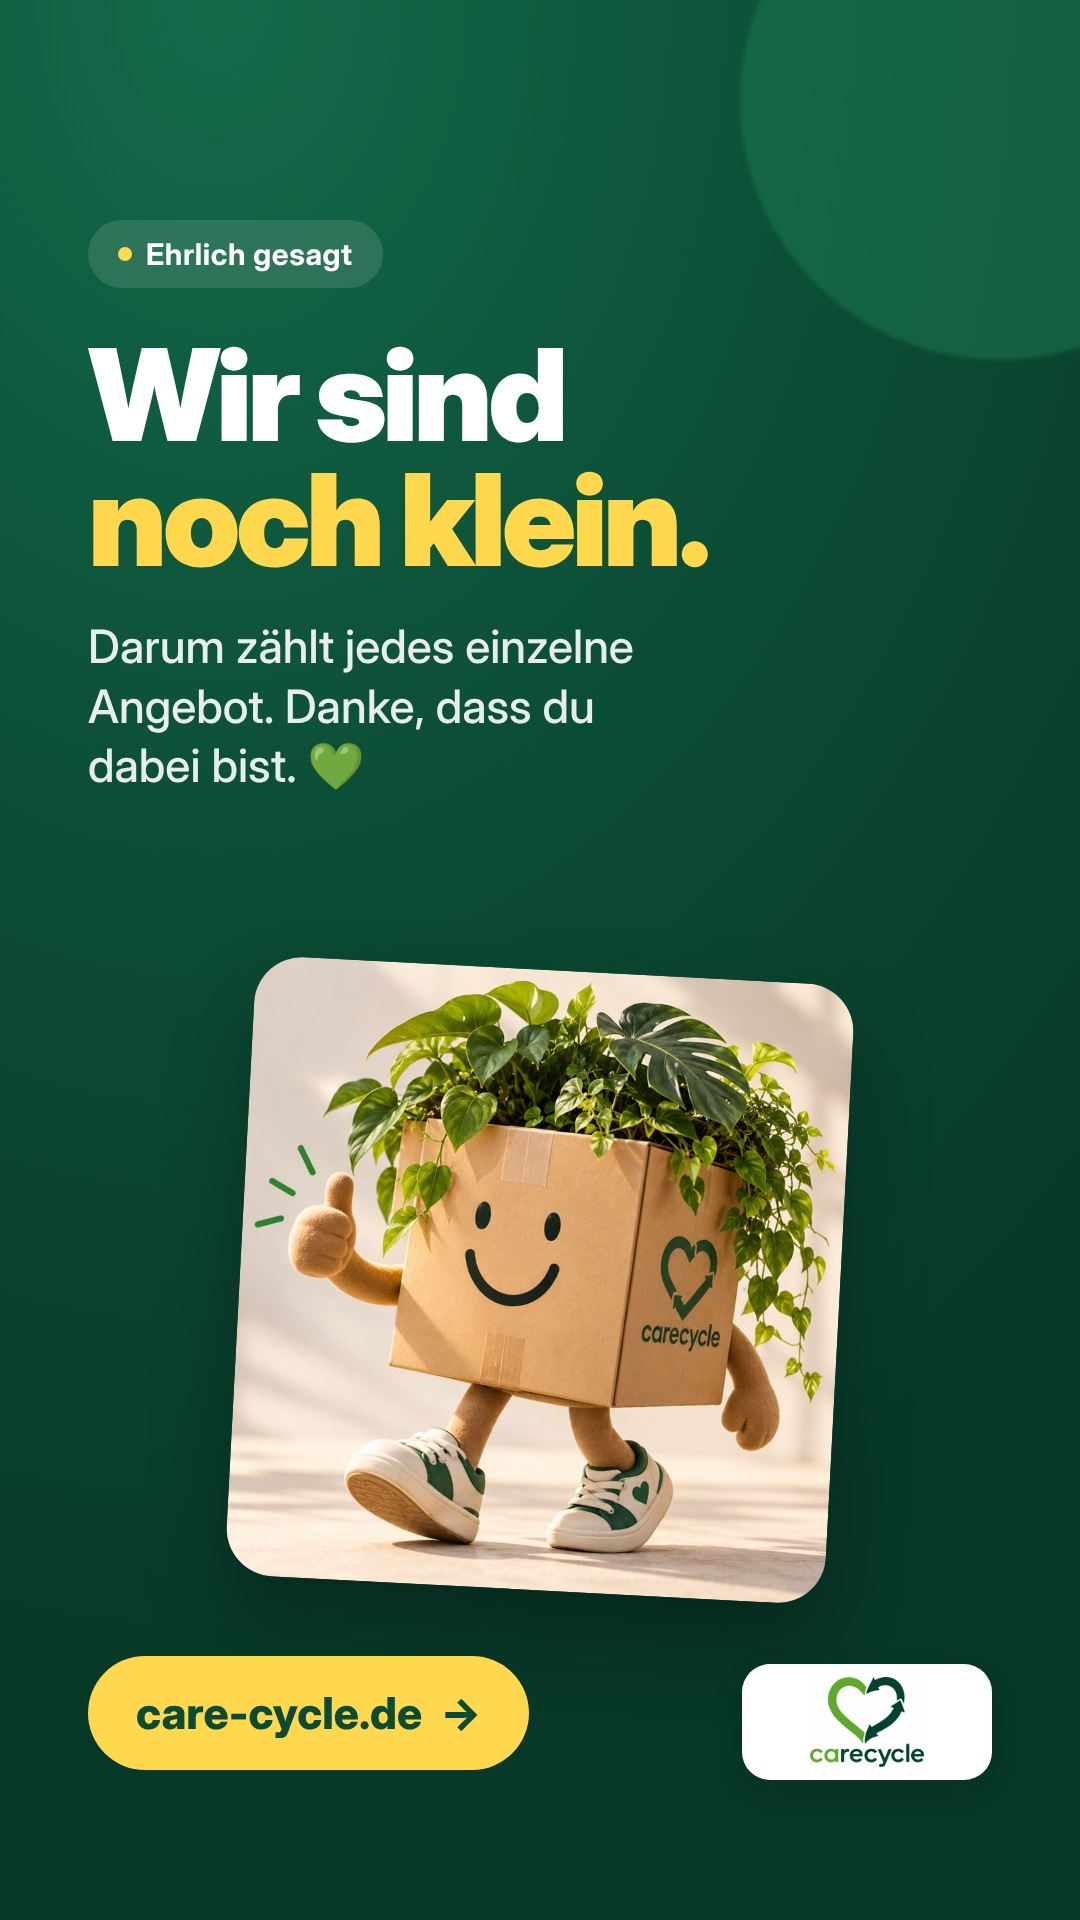 Ehrlich gesagt
Wir sind
noch klein.
Darum zählt jedes einzelne
Angebot. Danke, dass du
dabei bist. 💚
carecycle
care-cycle.de →
carecycle